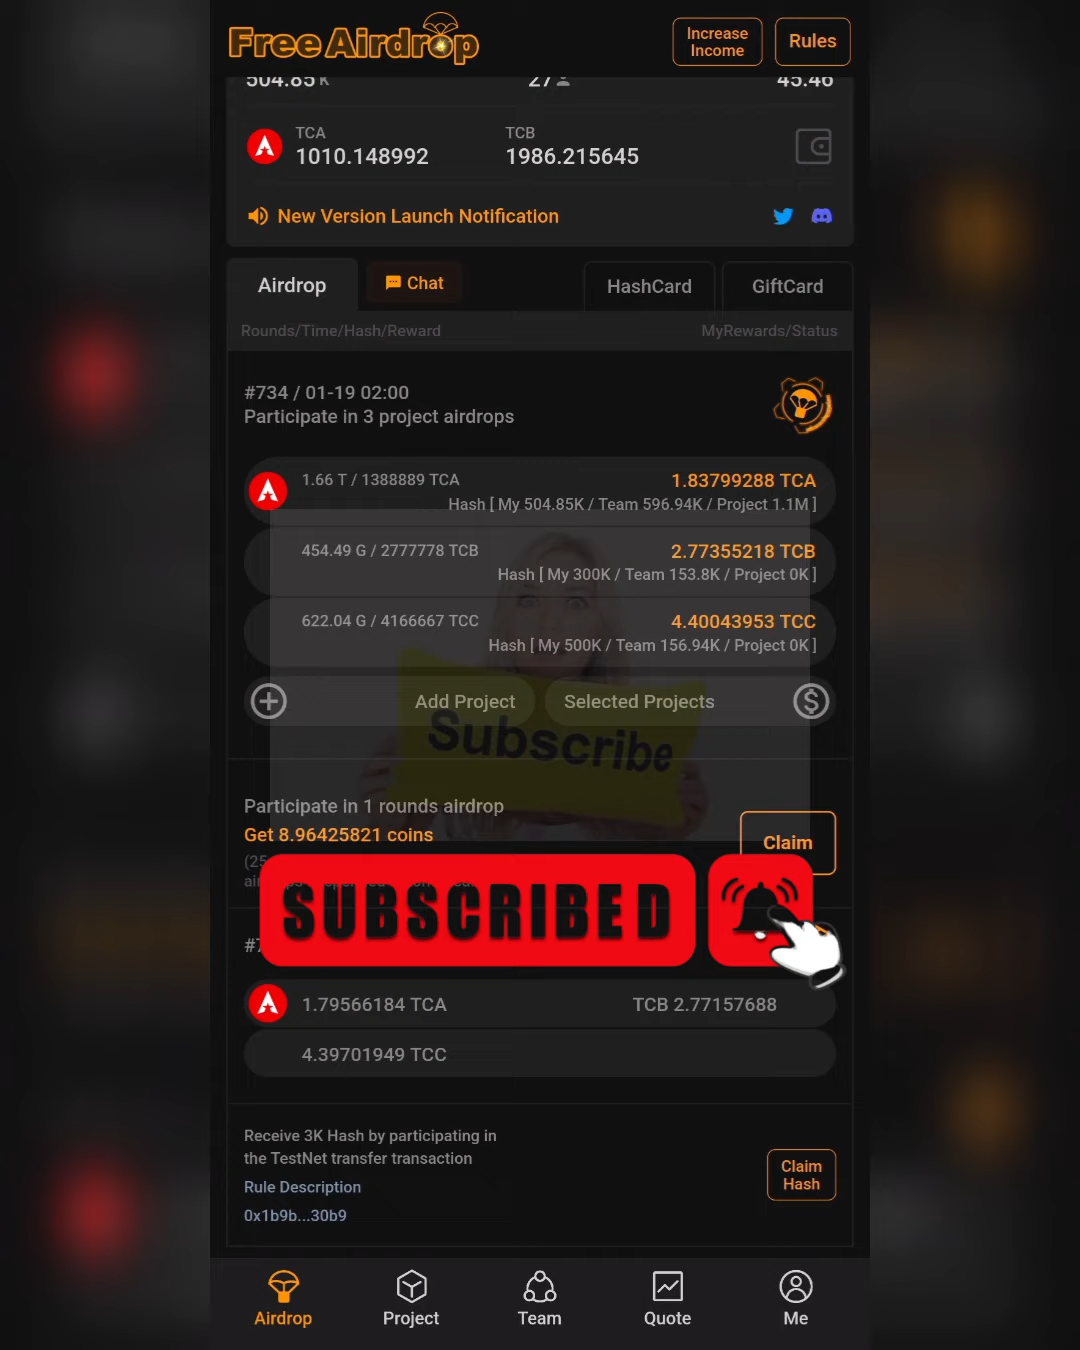 Free Airdrop
Increase
Income
Rules
504.85 K
27
45.46
TCA
TCB
1010.148992
1986.215645
New Version Launch Notification
Airdrop
Chat
HashCard
GiftCard
Rounds/Time/Hash/Reward
MyRewards/Status
#734 / 01-19 02:00
Participate in 3 project airdrops
1.66 T / 1388889 TCA
1.83799288 TCA
Hash [ My 504.85K / Team 596.94K / Project 1.1M ]
454.49 G / 2777778 TCB
2.77355218 TCB
Hash [ My 300K / Team 153.8K / Project 0K ]
622.04 G / 4166667 TCC
4.40043953 TCC
Hash [ My 500K / Team 156.94K / Project 0K ]
Add Project
Selected Projects
Subscribe
Participate in 1 rounds airdrop
Get 8.96425821 coins
Claim
SUBSCRIBED
1.79566184 TCA
TCB 2.77157688
4.39701949 TCC
Receive 3K Hash by participating in
the TestNet transfer transaction
Claim
Hash
Rule Description
0x1b9b...30b9
Airdrop
Project
Team
Quote
Me